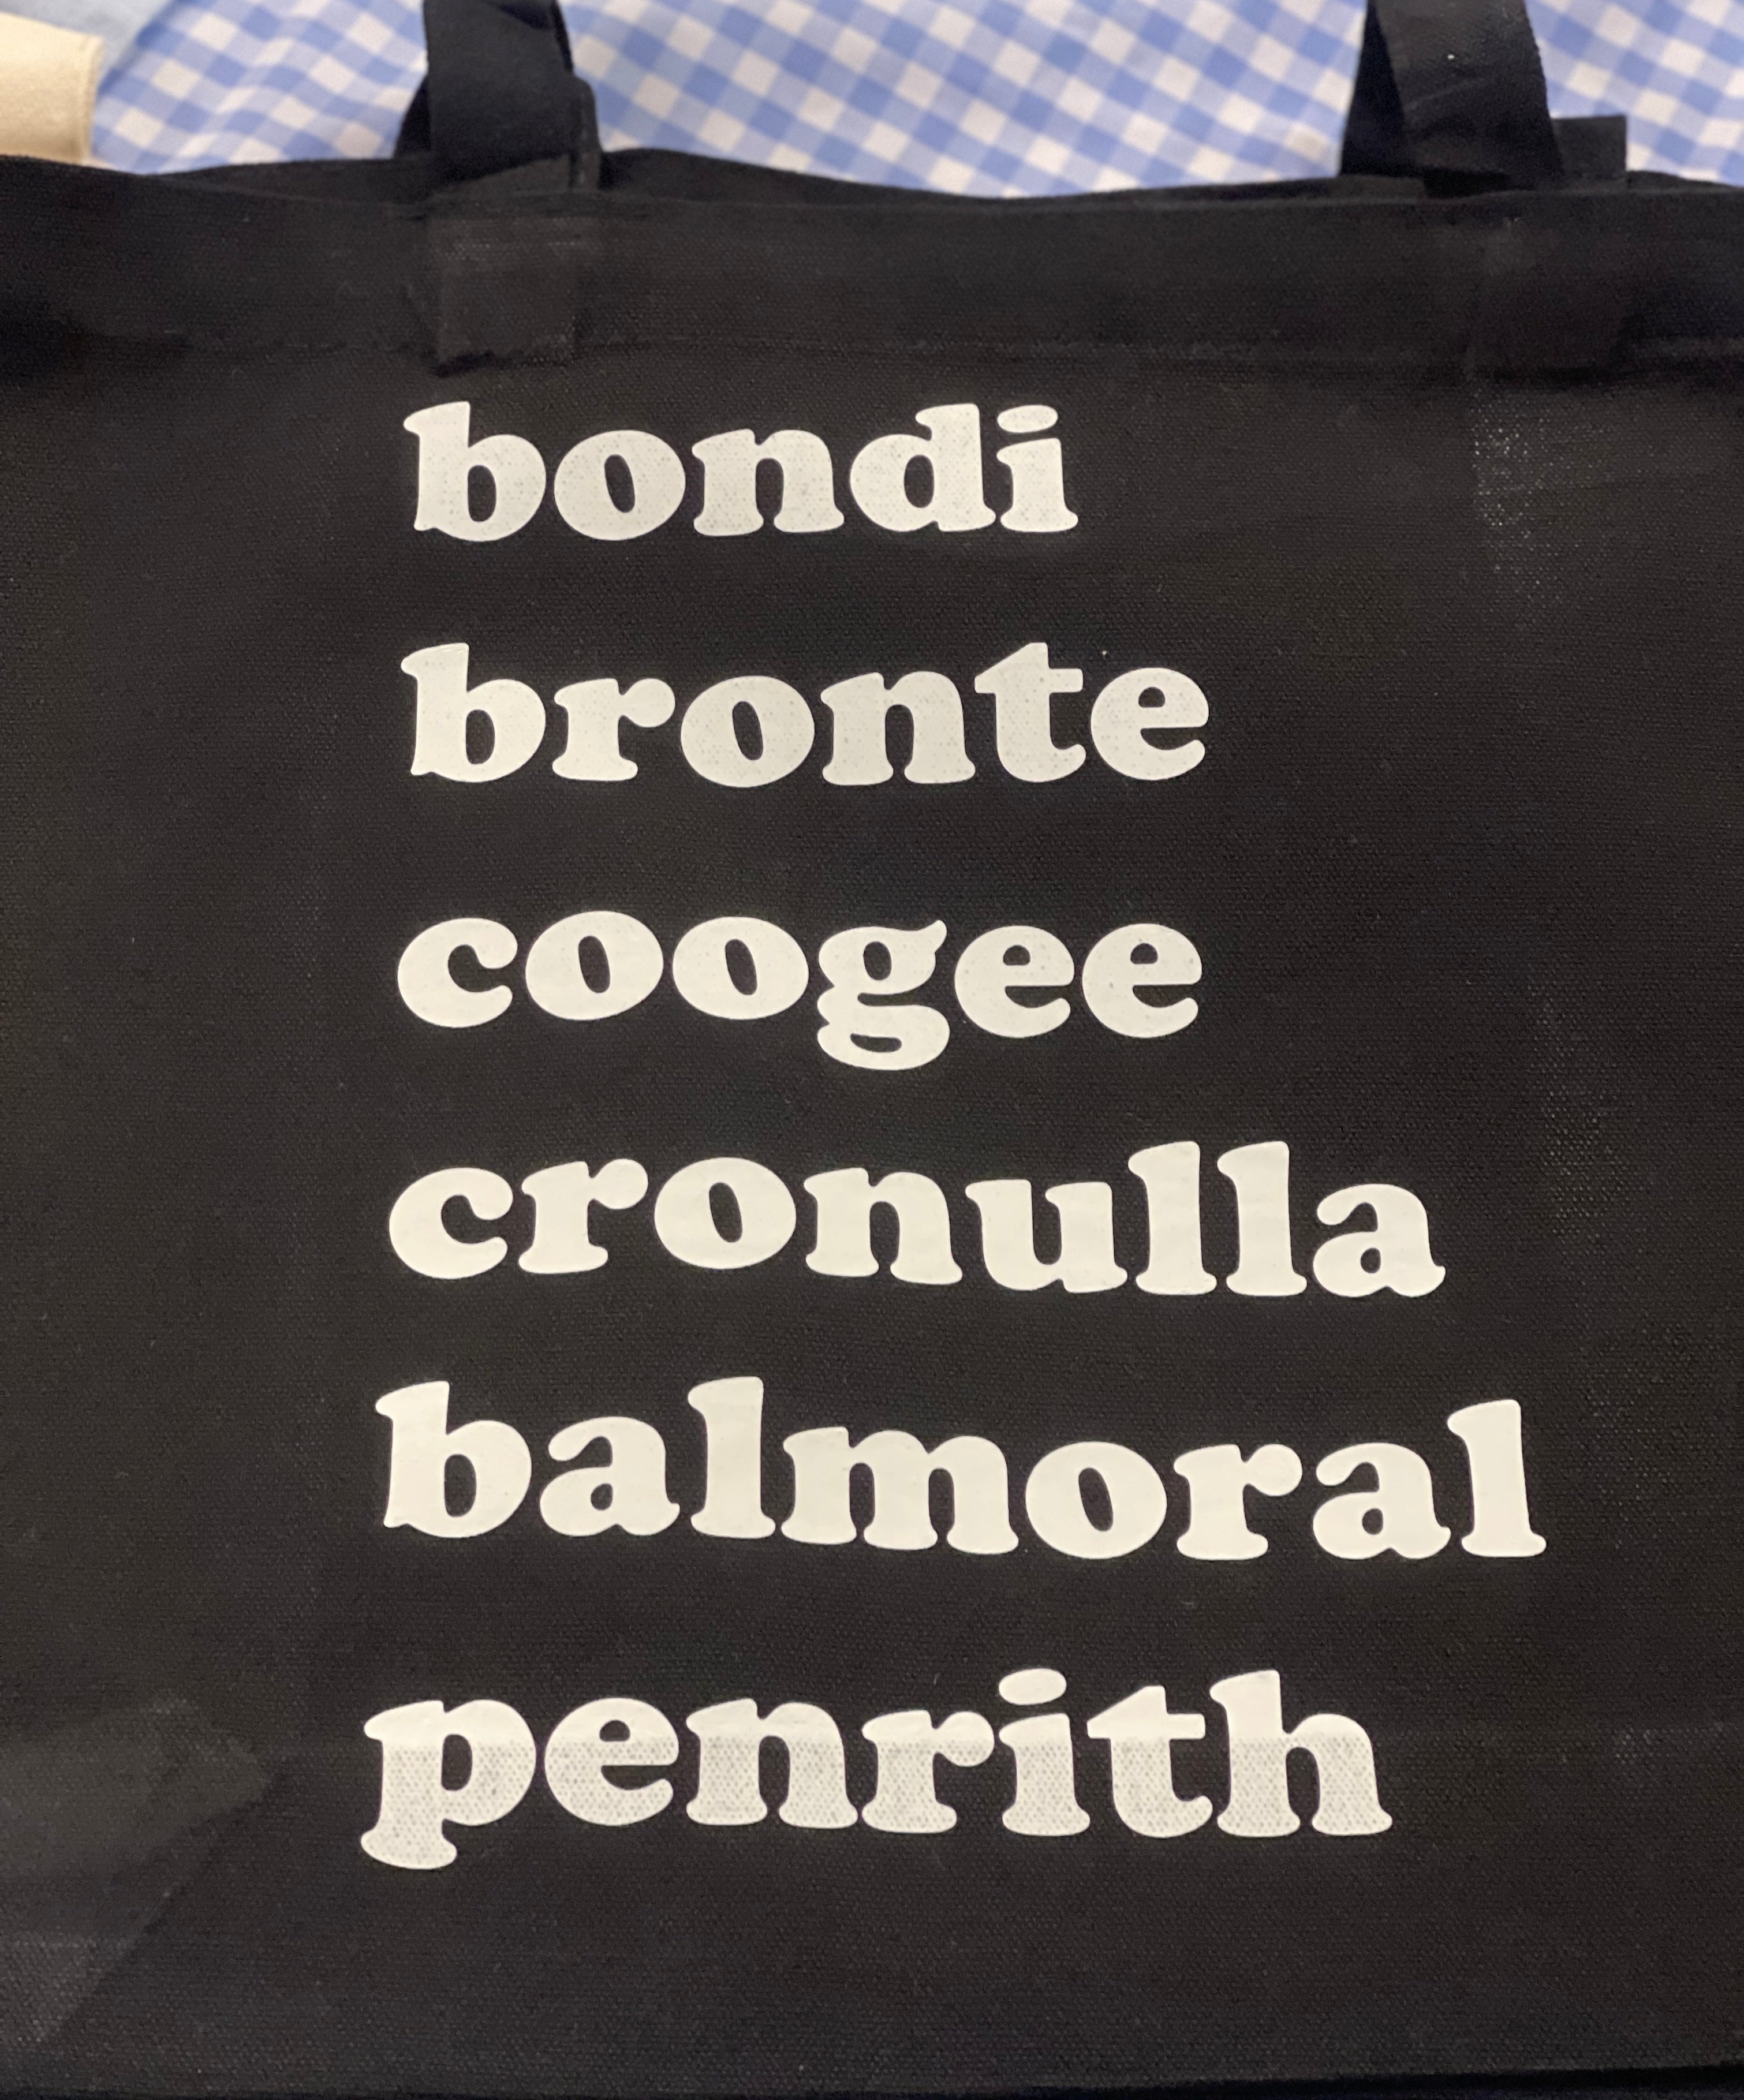 bondi
bronte
coogee
cronulla
balmoral
penrith